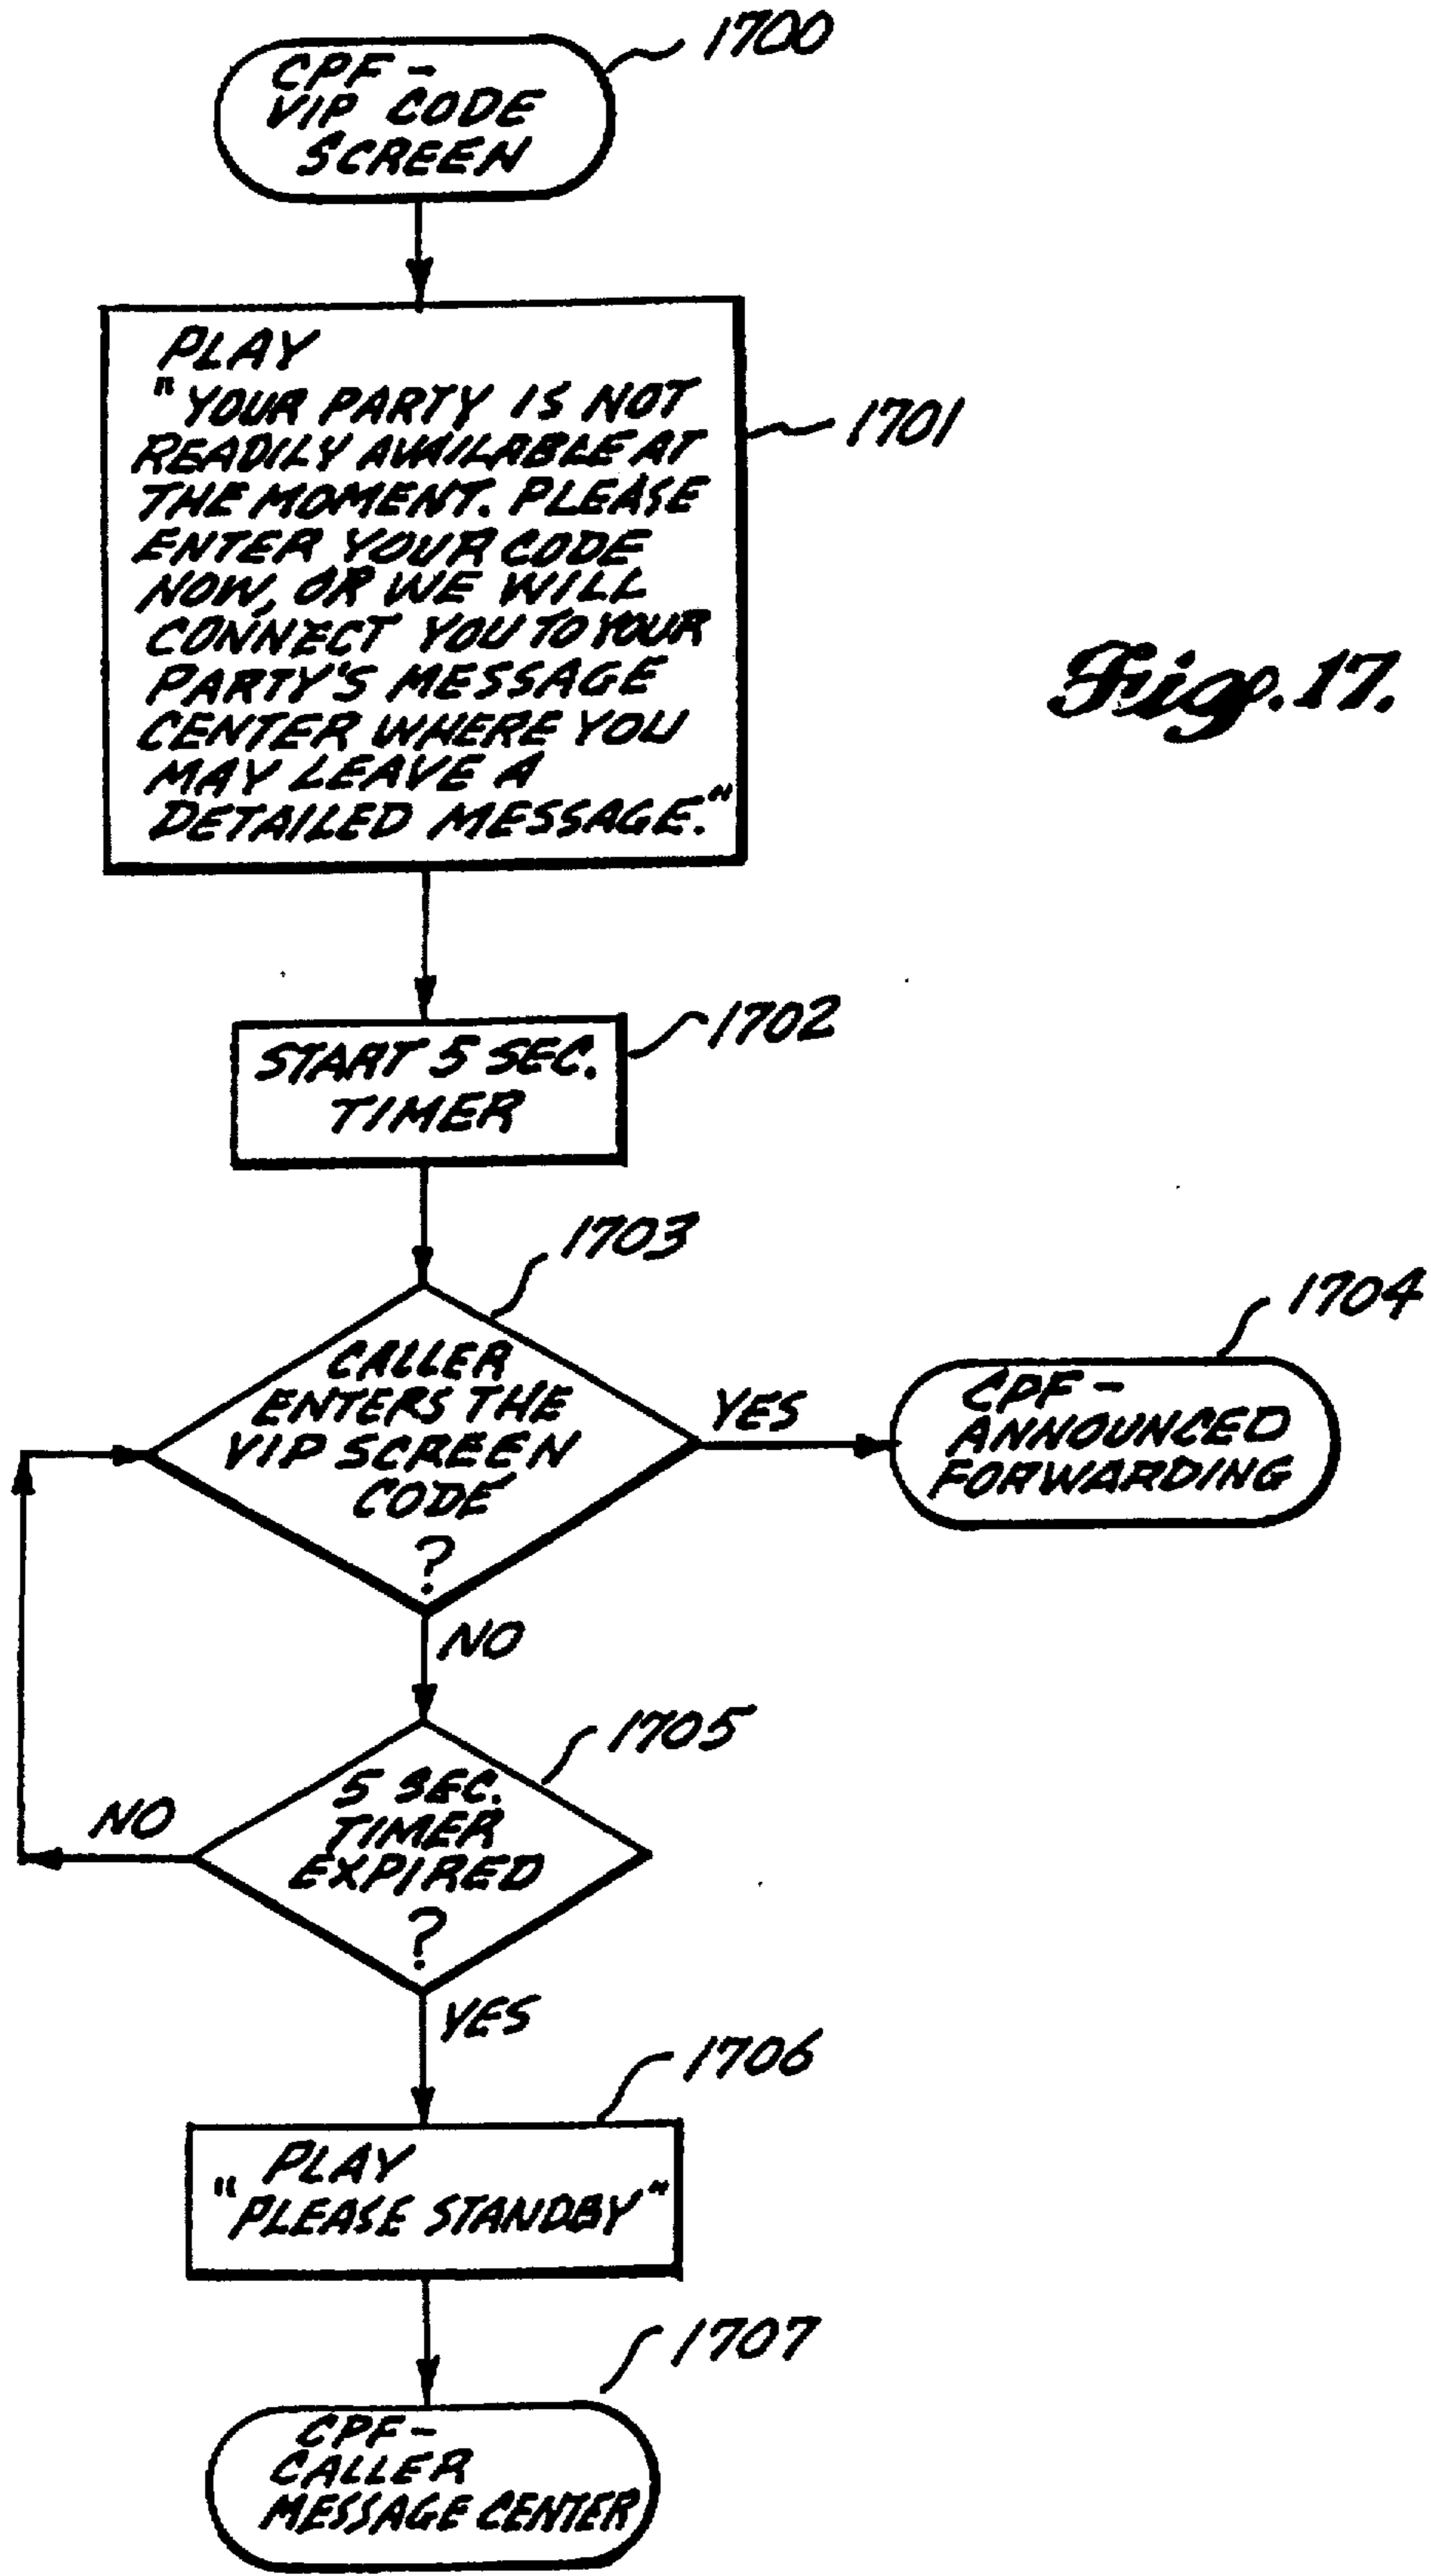 1700
CPF -
VIP CODE
SCREEN
PLAY
"YOUR PARTY IS NOT
READILY AVAILABLE AT
THE MOMENT. PLEASE
ENTER YOUR CODE
NOW, OR WE WILL
CONNECT YOU TO YOUR
PARTY'S MESSAGE
CENTER WHERE YOU
MAY LEAVE A
DETAILED MESSAGE."
1701
Fig. 17.
1702
START 5 SEC.
TIMER
1703
CALLER
ENTERS THE
VIP SCREEN
CODE
?
YES
1704
CPF -
ANNOUNCED
FORWARDING
NO
1705
5 SEC.
TIMER
EXPIRED
?
NO
YES
1706
PLAY
"PLEASE STANDBY"
1707
CPF -
CALLER
MESSAGE CENTER